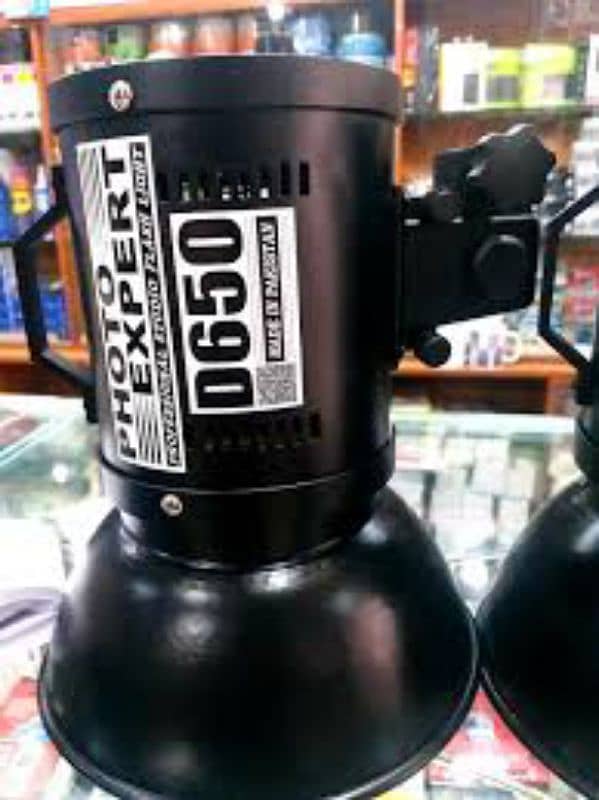 PHOTO
EXPERT
PROFESSIONAL STUDIO FLASH LIGHT
D650
MADE IN PAKISTAN